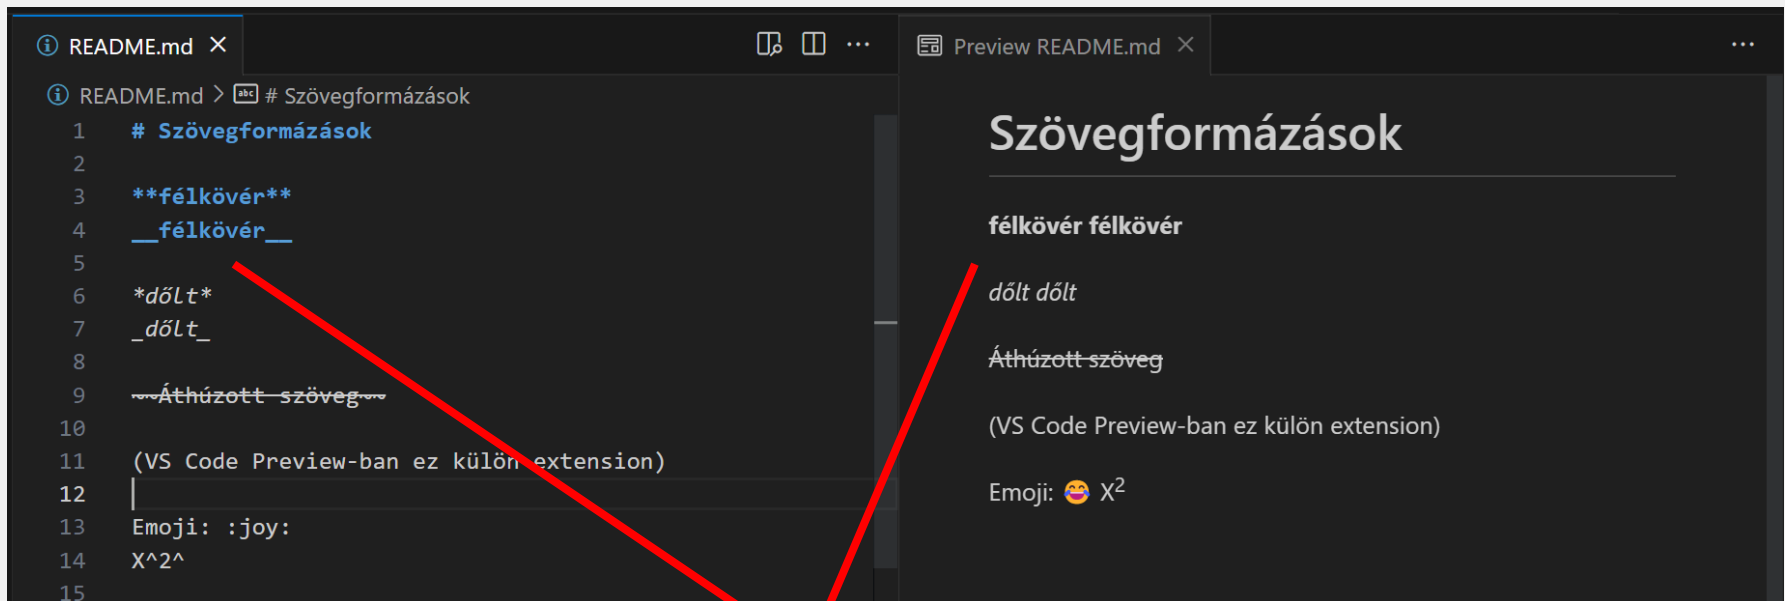 README.md
README.md > # Szövegformázások
1 # Szövegformázások
2
3 **félkövér**
4 __félkövér__
5
6 *dőlt*
7 _dőlt_
8
9 ~~Áthúzott szöveg~~
10
11 (VS Code Preview-ban ez külön extension)
12
13 Emoji: :joy:
14 X^2^
15
Preview README.md
Szövegformázások
félkövér félkövér
dőlt dőlt
Áthúzott szöveg
(VS Code Preview-ban ez külön extension)
Emoji: 😂 X²